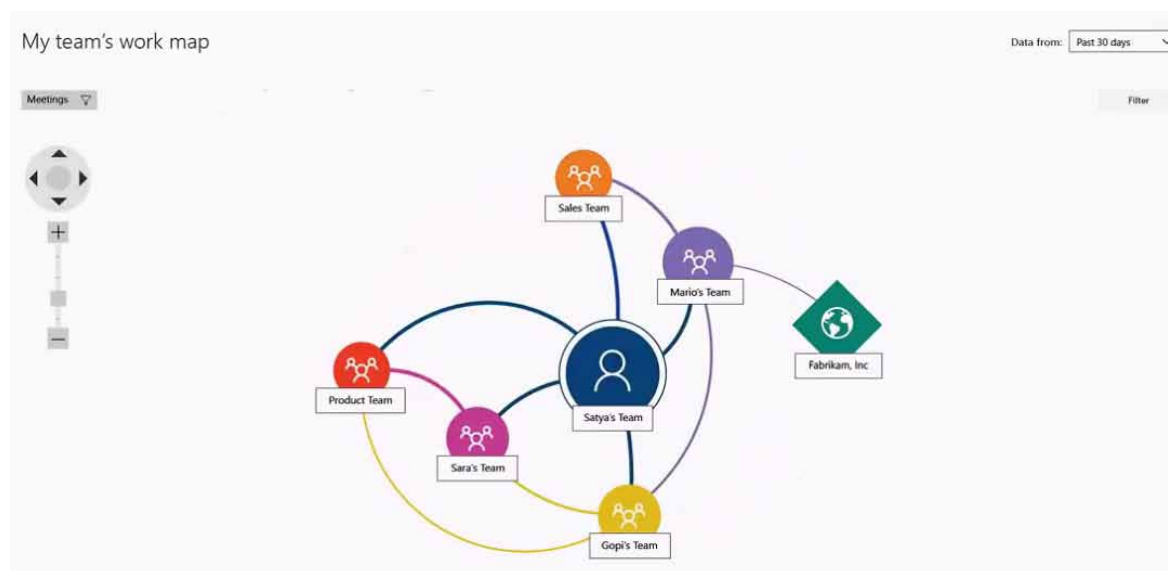 My team's work map
Data from: Past 30 days
Meetings
Filter
Sales Team
Mario's Team
Fabrikam, Inc
Product Team
Satya's Team
Sara's Team
Gopi's Team